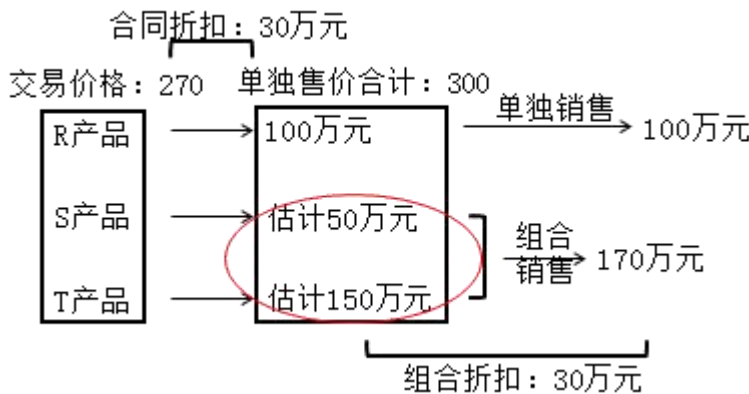 合同折扣：30万元
交易价格：270 单独售价合计：300
R产品 100万元 单独销售 100万元
S产品 估计50万元
组合
销售 170万元
T产品 估计150万元
组合折扣：30万元